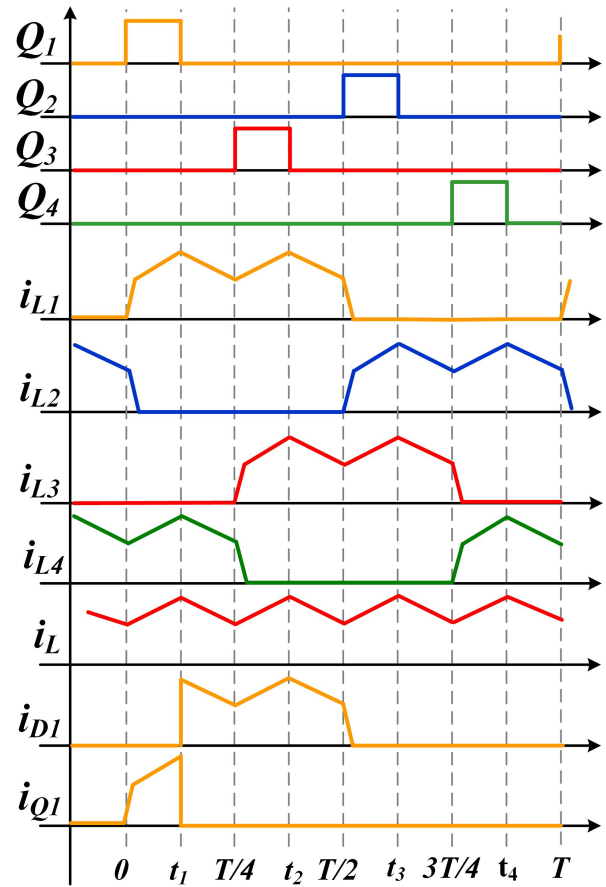 Q1
Q2
Q3
Q4
iL1
iL2
iL3
iL4
iL
iD1
iQ1
0 t1 T/4 t2 T/2 t3 3T/4 t4 T